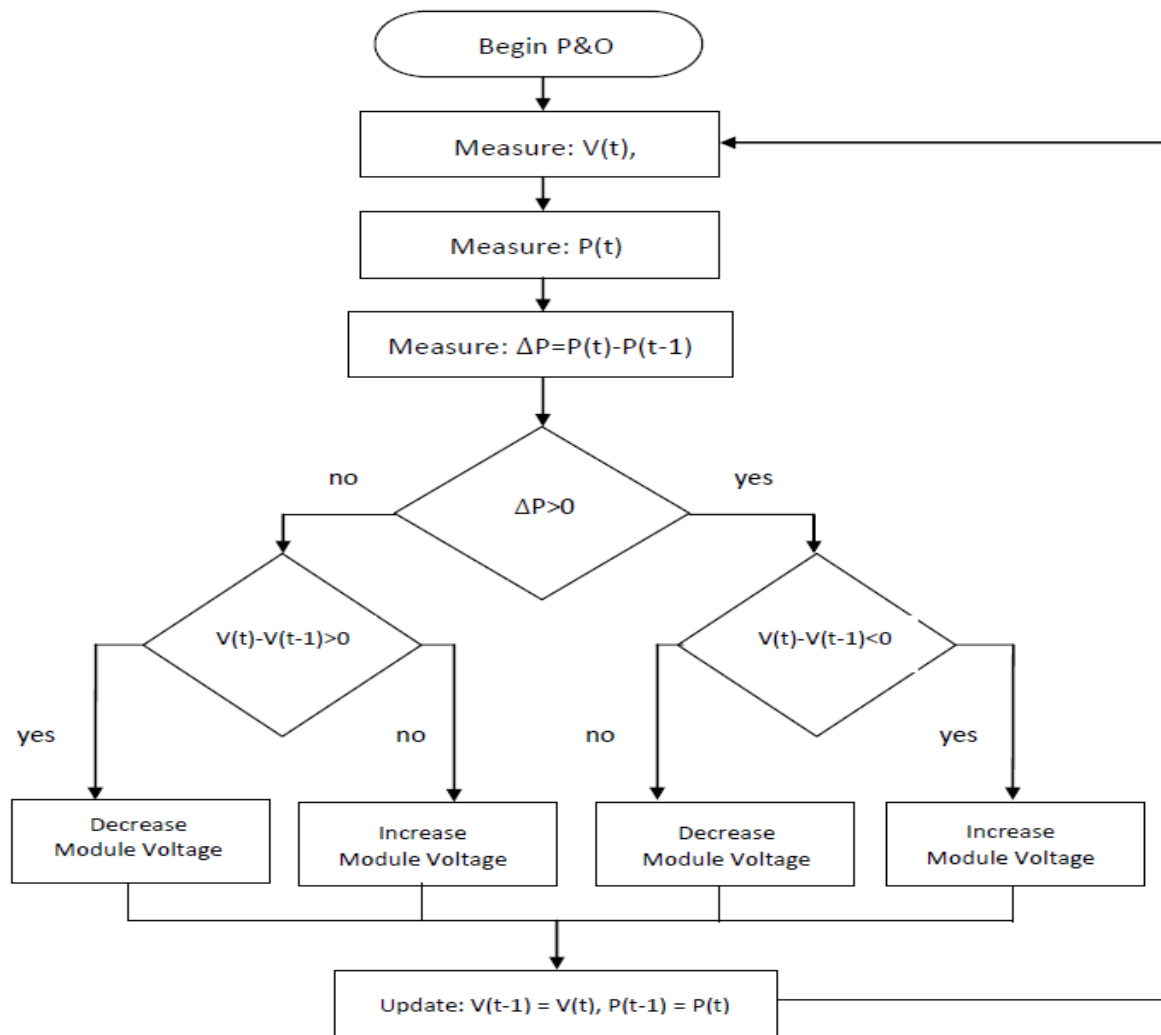 Begin P&O
Measure: V(t),
Measure: P(t)
Measure: ΔP=P(t)-P(t-1)
no
yes
ΔP>0
V(t)-V(t-1)>0
V(t)-V(t-1)<0
yes
no
no
yes
Decrease
Module Voltage
Increase
Module Voltage
Decrease
Module Voltage
Increase
Module Voltage
Update: V(t-1) = V(t), P(t-1) = P(t)